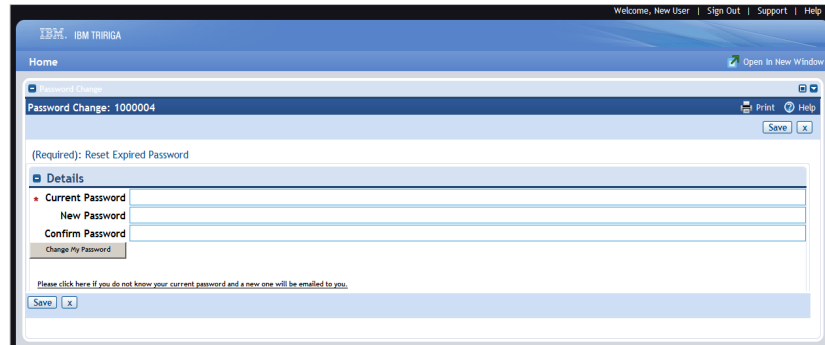 Welcome, New User | Sign Out | Support | Help
IBM. IBM TRIRIGA
Home Open In New Window
Password Change
Password Change: 1000004 Print Help
Save x
(Required): Reset Expired Password
Details
* Current Password
New Password
Confirm Password
Change My Password
Please click here if you do not know your current password and a new one will be emailed to you.
Save x